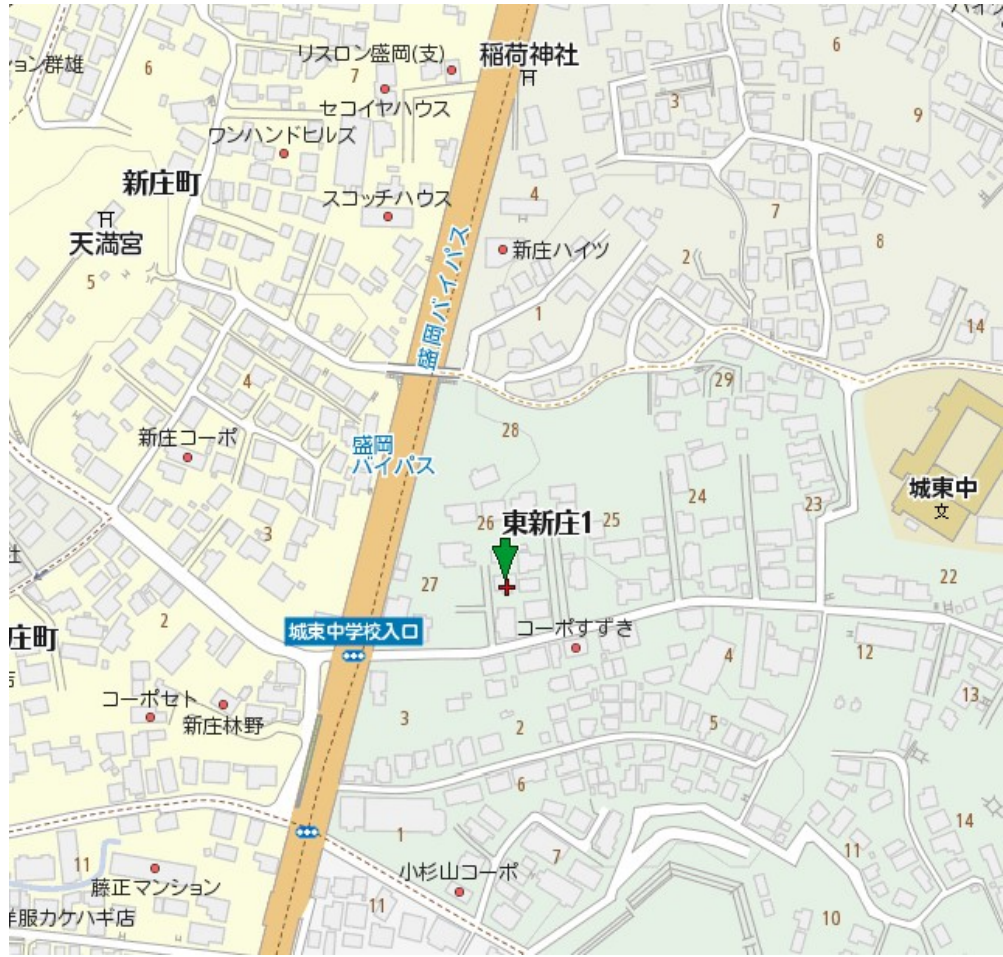 ハイツ
リスロン盛岡(支)
稲荷神社
6
ョン群雄
6
7
セコイヤハウス
3
9
ワンハンドヒルズ
新庄町
4
スコッチハウス
7
天満宮
新庄ハイツ
2
8
5
盛岡バイパス
1
14
4
29
28
新庄コーポ
盛岡
バイパス
城東中
文
24
23
26
東新庄1
25
3
社
27
22
2
城東中学校入口
コーポすずき
庄町
4
12
コーポセト
新庄林野
3
2
5
13
6
1
14
7
11
11
藤正マンション
小杉山コーポ
11
10
洋服カケハギ店